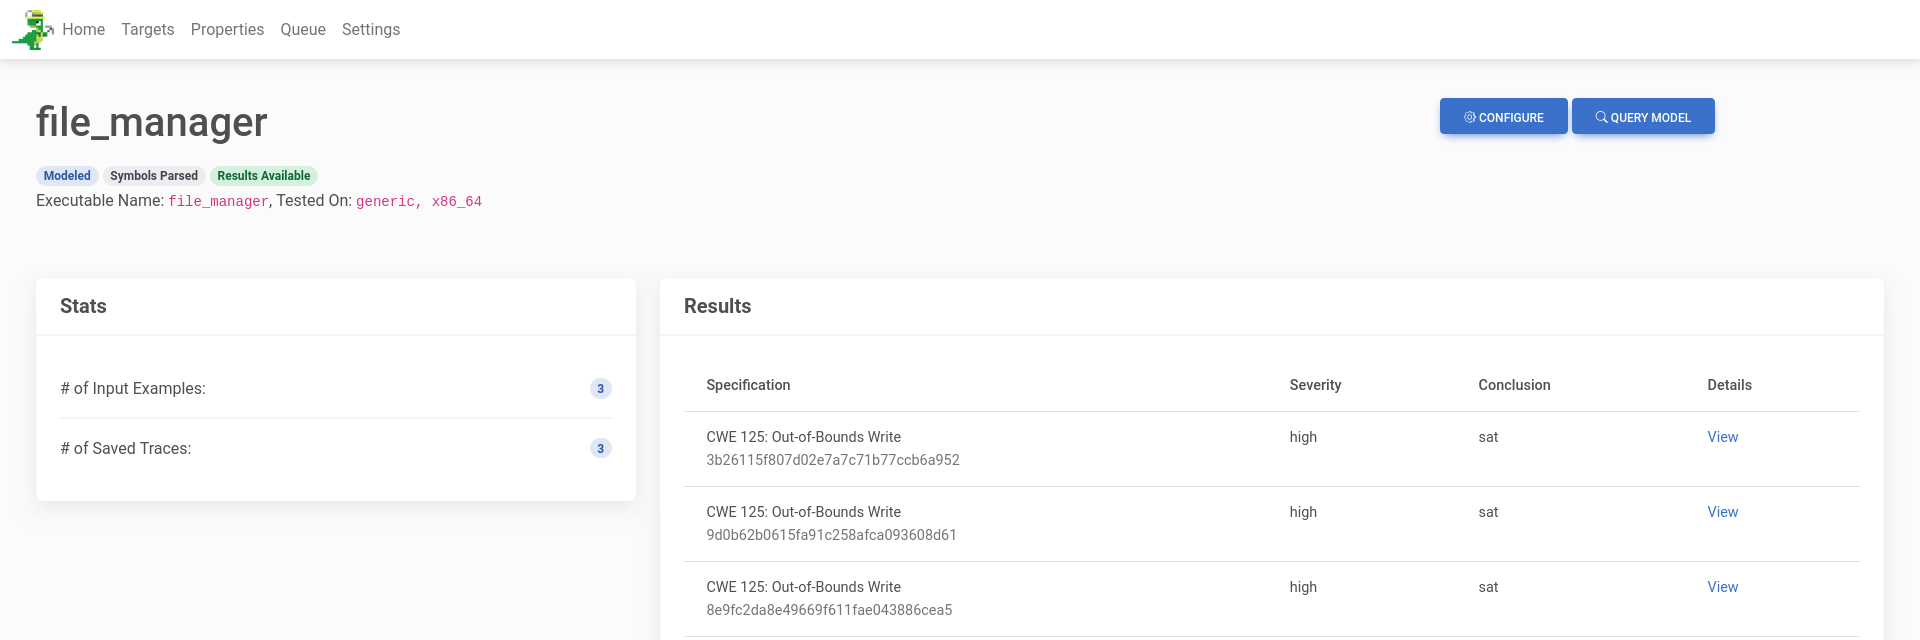 Home Targets Properties Queue Settings
file_manager
CONFIGURE QUERY MODEL
Modeled Symbols Parsed Results Available
Executable Name: file_manager, Tested On: generic, x86_64
Stats
# of Input Examples: 3
# of Saved Traces: 3
Results
Specification Severity Conclusion Details
CWE 125: Out-of-Bounds Write high sat View
3b26115f807d02e7a7c71b77ccb6a952
CWE 125: Out-of-Bounds Write high sat View
9d0b62b0615fa91c258afca093608d61
CWE 125: Out-of-Bounds Write high sat View
8e9fc2da8e49669f611fae043886cea5